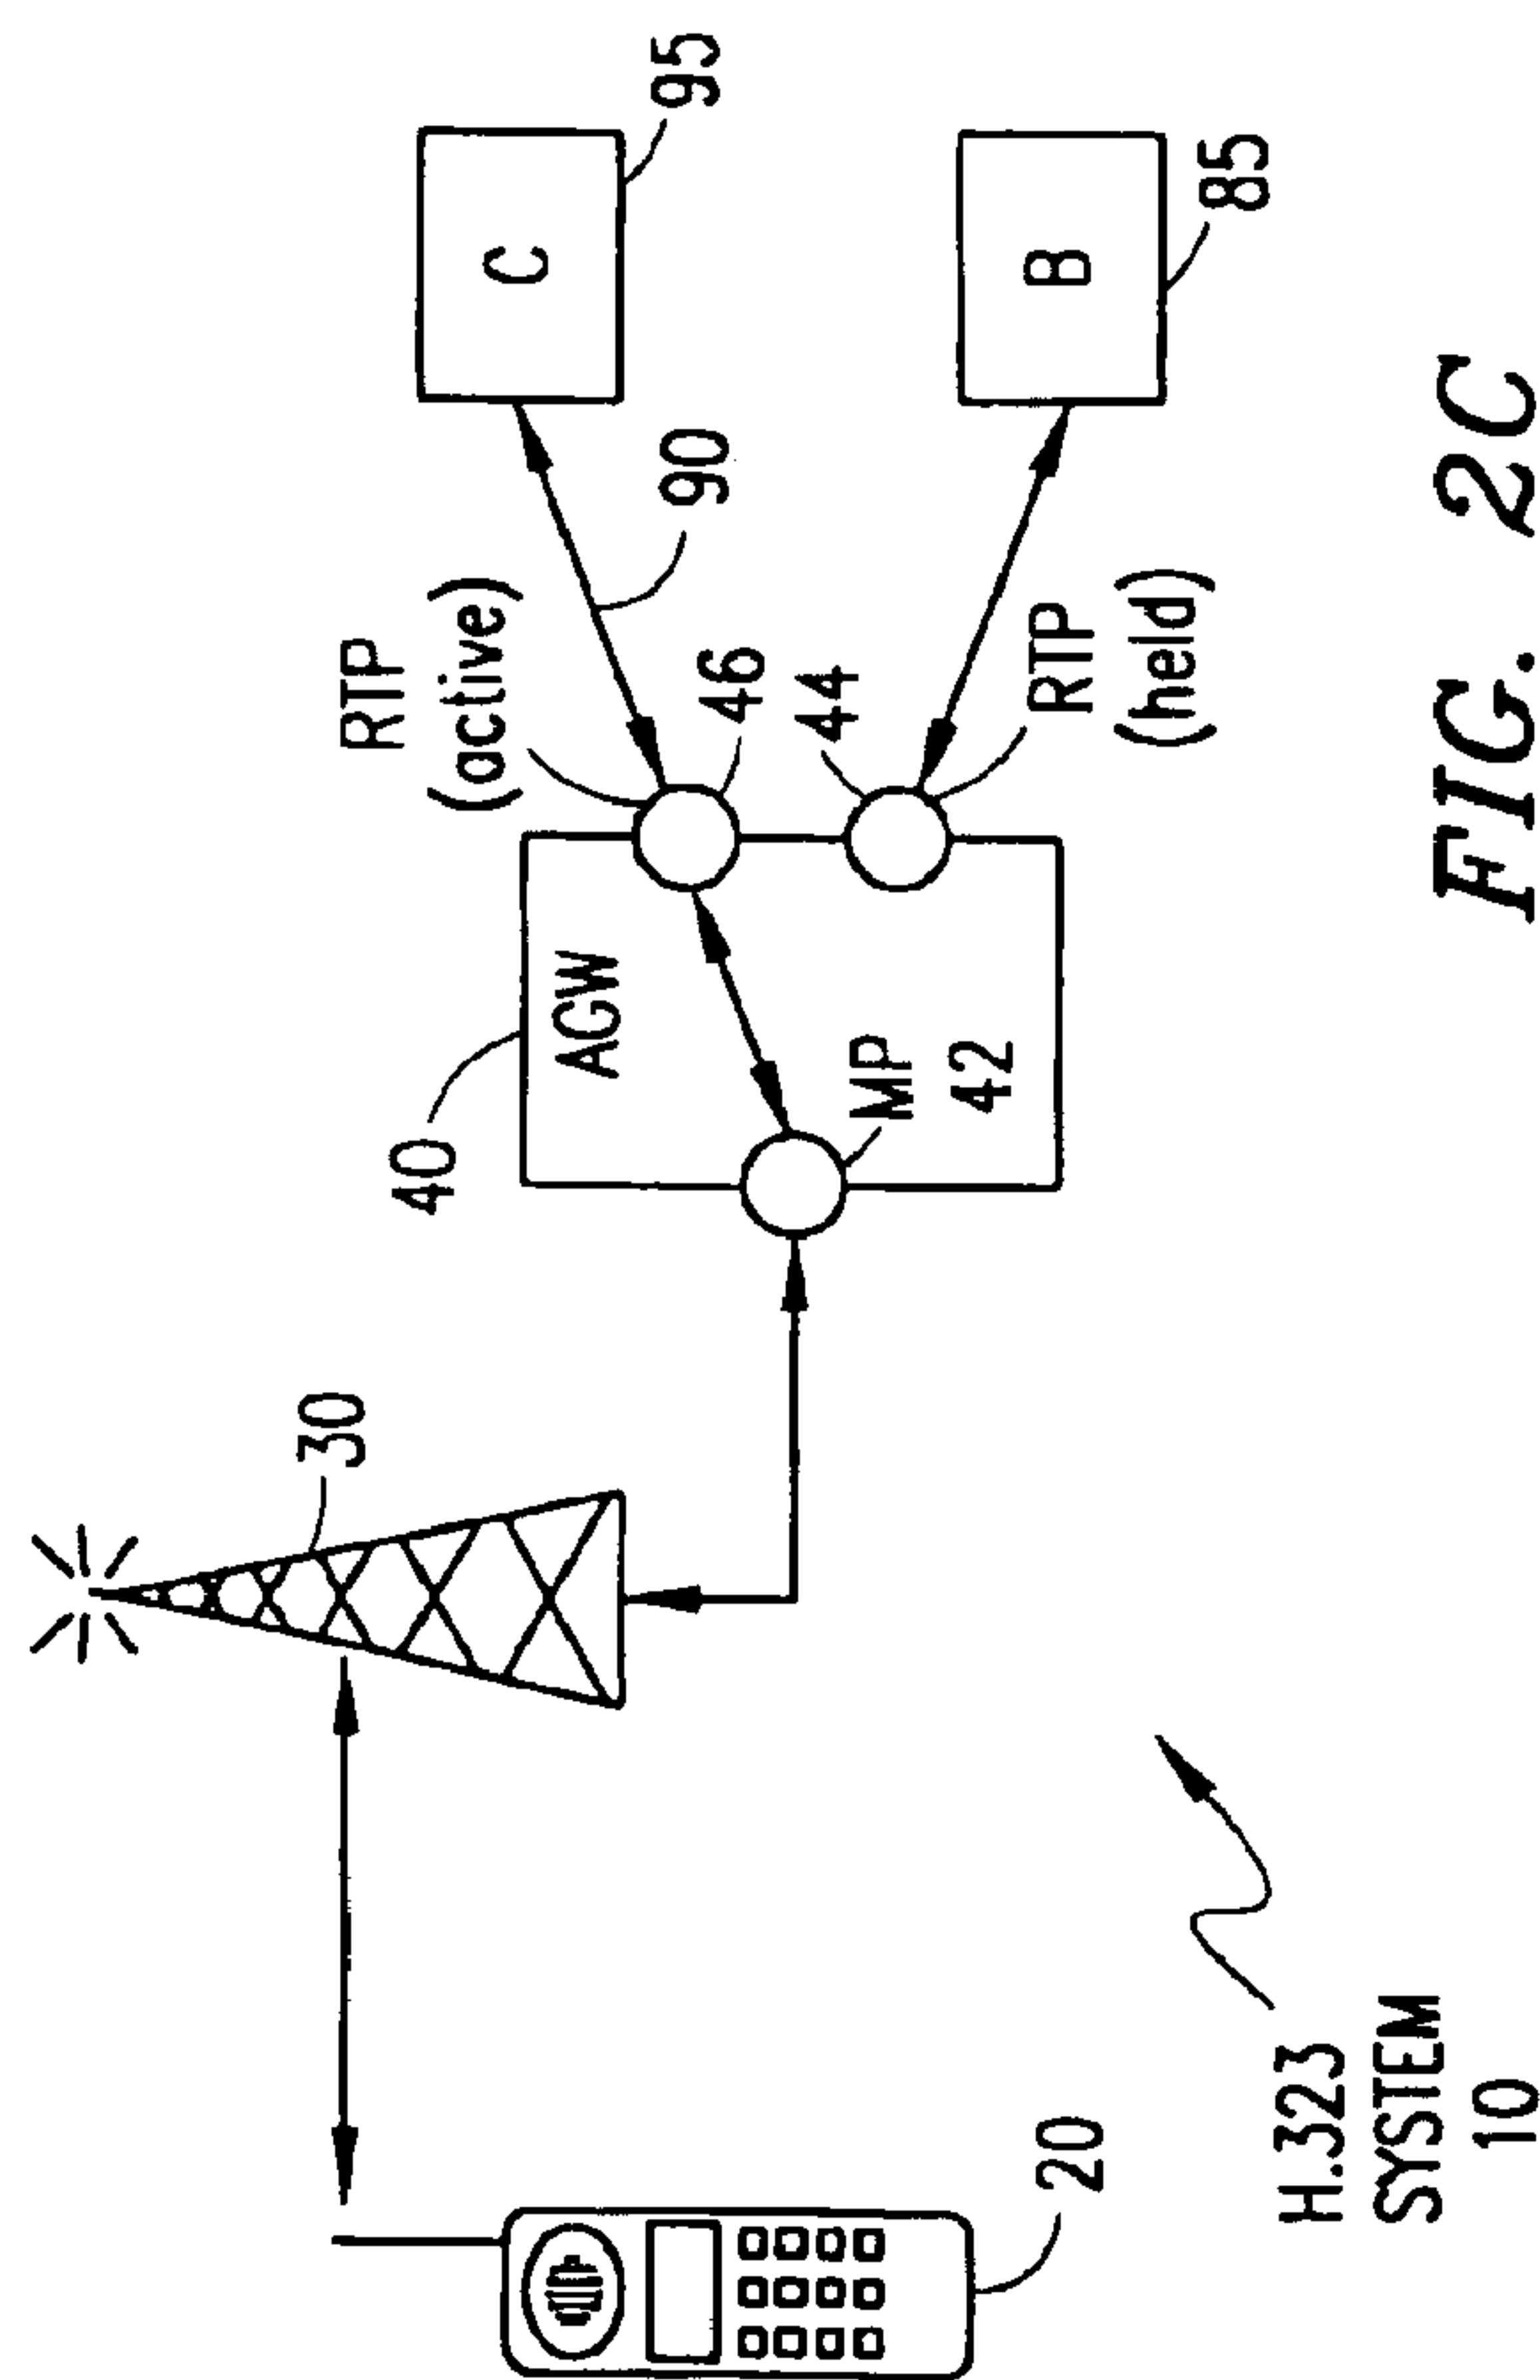 30
40
AGW
MP
42
RTP
(active)
90
C
95
46
44
RTP
(held)
B
85
20
H.323
SYSTEM
10
FIG. 2C